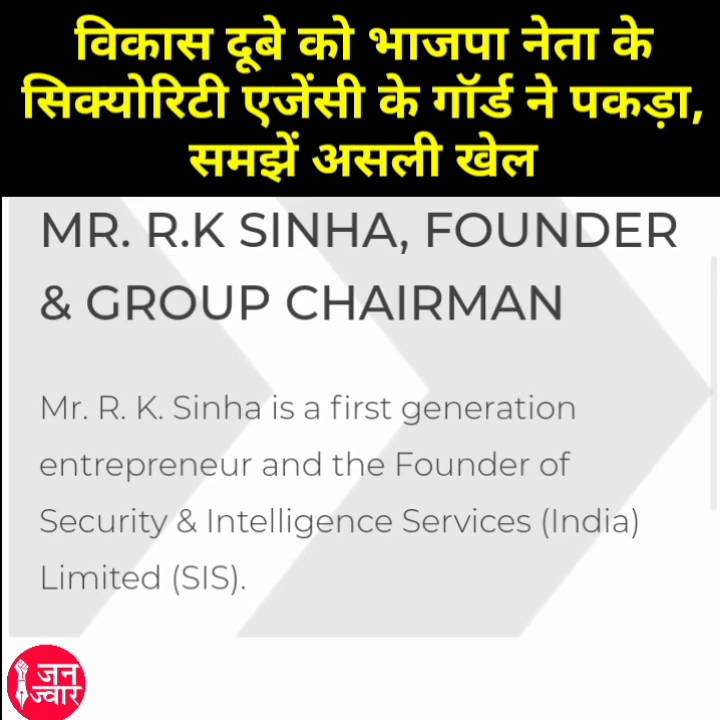 विकास दूबे को भाजपा नेता के
सिक्योरिटी एजेंसी के गॉर्ड ने पकड़ा,
समझें असली खेल
MR. R.K SINHA, FOUNDER
& GROUP CHAIRMAN
Mr. R. K. Sinha is a first generation
entrepreneur and the Founder of
Security & Intelligence Services (India)
Limited (SIS).
जन
ज्वार